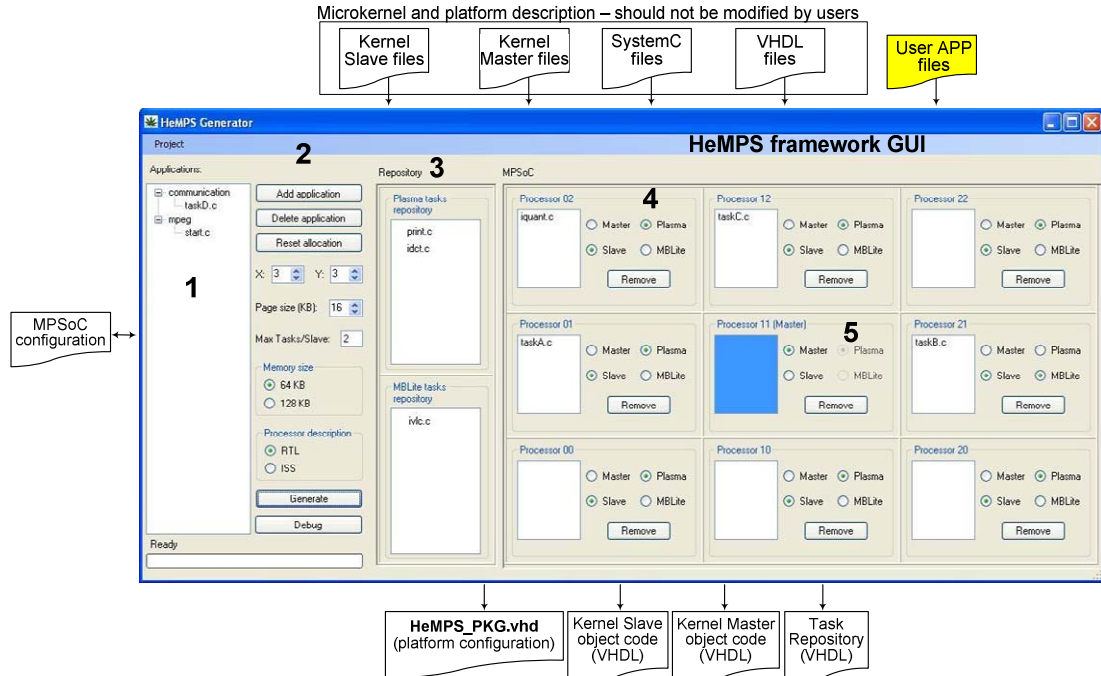 Microkernel and platform description – should not be modified by users
Kernel
Slave files
Kernel
Master files
SystemC
files
VHDL
files
User APP
files
HeMPS Generator
Project
HeMPS framework GUI
MPSoC
configuration
Applications:
communication
taskD.c
mpeg
start.c
1
2
Add application
Delete application
Reset allocation
X: 3 Y: 3
Page size (KB): 16
Max Tasks/Slave: 2
Memory size
64 KB
128 KB
Processor description
RTL
ISS
Generate
Debug
Ready
Repository 3
Plasma tasks
repository
print.c
idct.c
MBLite tasks
repository
ivlc.c
MPSoC
Processor 02
4
iquant.c
Master Plasma
Slave MBLite
Remove
Processor 12
taskC.c
Master Plasma
Slave MBLite
Remove
Processor 22
Master Plasma
Slave MBLite
Remove
Processor 01
taskA.c
Master Plasma
Slave MBLite
Remove
Processor 11 (Master)
5
Master Plasma
Slave MBLite
Remove
Processor 21
taskB.c
Master Plasma
Slave MBLite
Remove
Processor 00
Master Plasma
Slave MBLite
Remove
Processor 10
Master Plasma
Slave MBLite
Remove
Processor 20
Master Plasma
Slave MBLite
Remove
HeMPS_PKG.vhd
(platform configuration)
Kernel Slave
object code
(VHDL)
Kernel Master
object code
(VHDL)
Task
Repository
(VHDL)